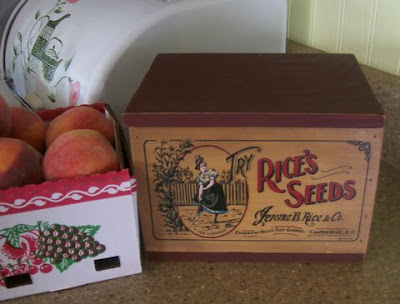 TRY
RICE'S
SEEDS
Jerome B. Rice & Co.
CAMBRIDGE, N.Y.